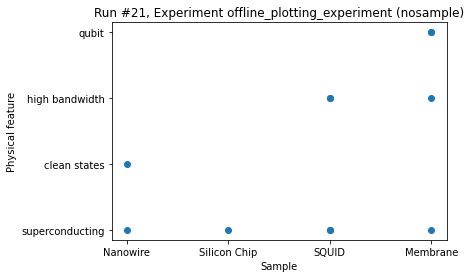 Run #21, Experiment offline_plotting_experiment (nosample)
qubit
high bandwidth
clean states
superconducting
Physical feature
Nanowire Silicon Chip SQUID Membrane
Sample